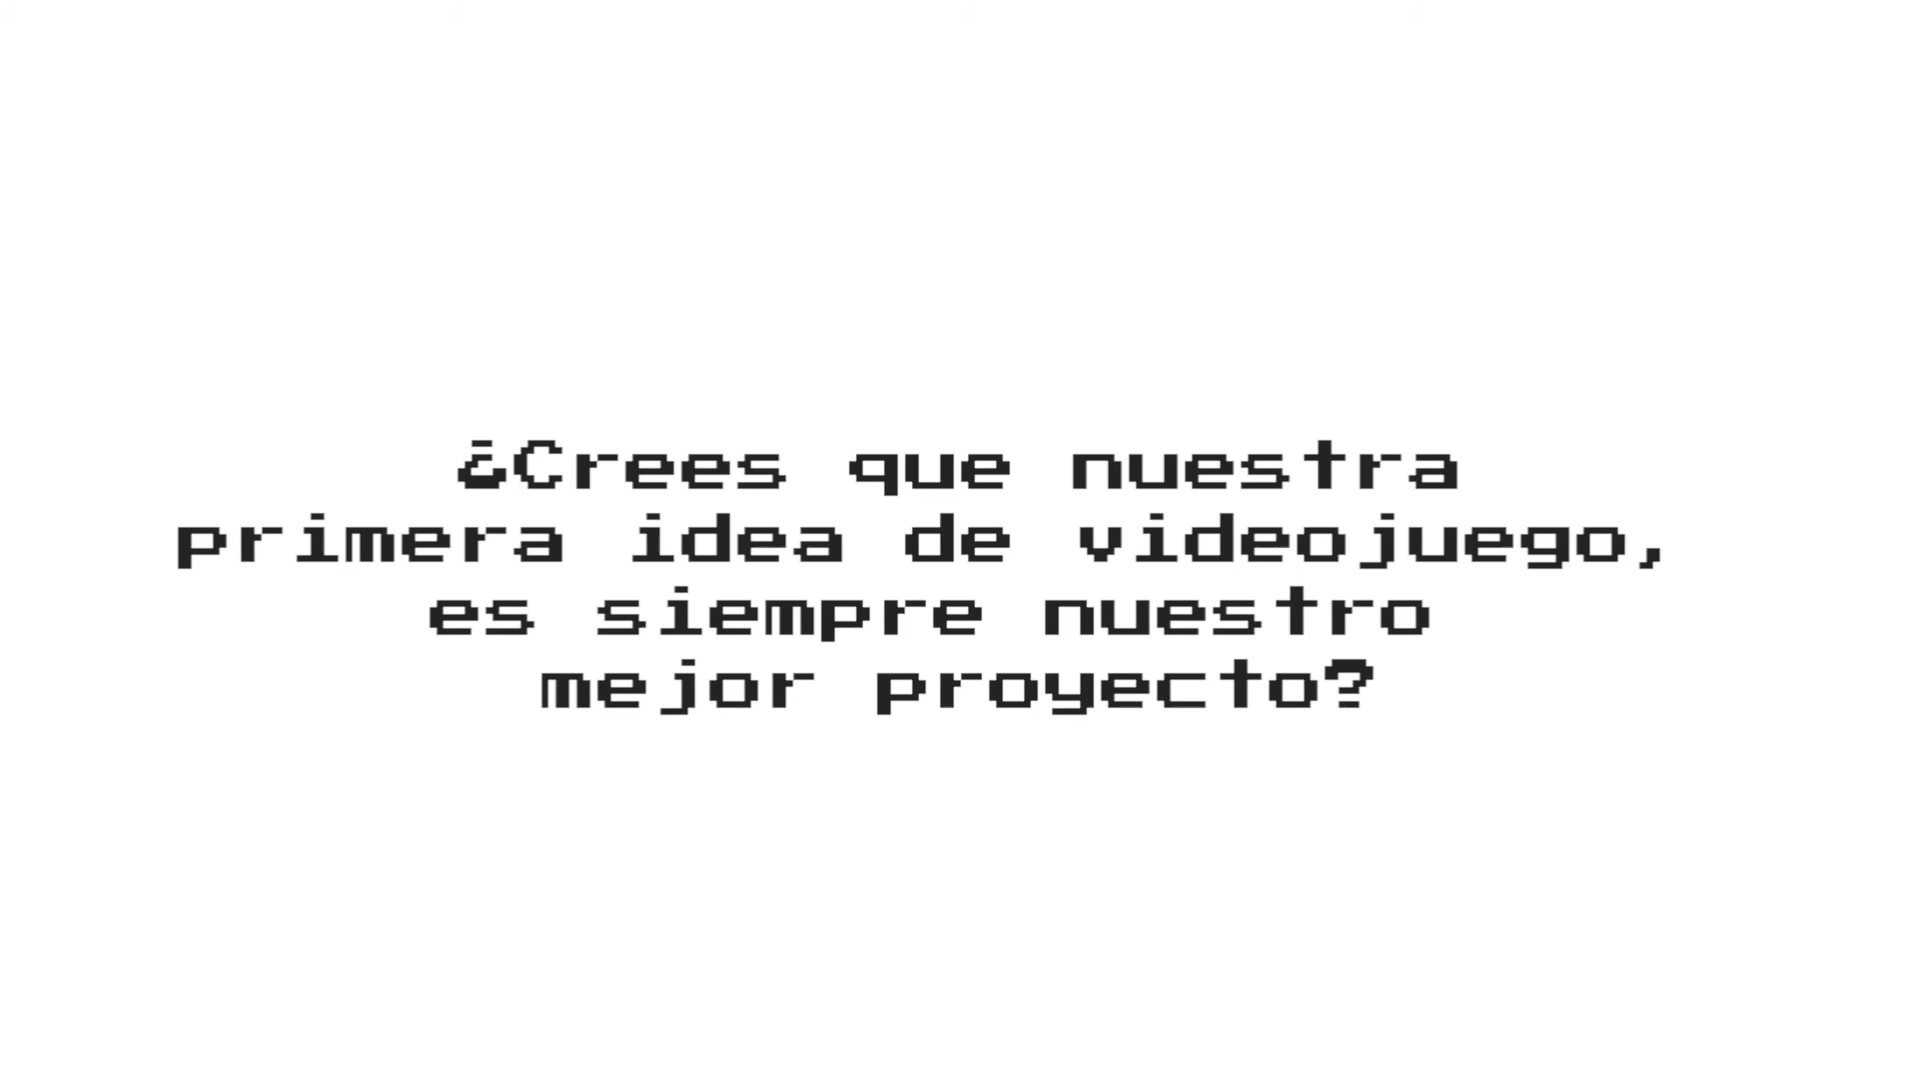 ¿Crees que nuestra
primera idea de videojuego,
es siempre nuestro
mejor proyecto?